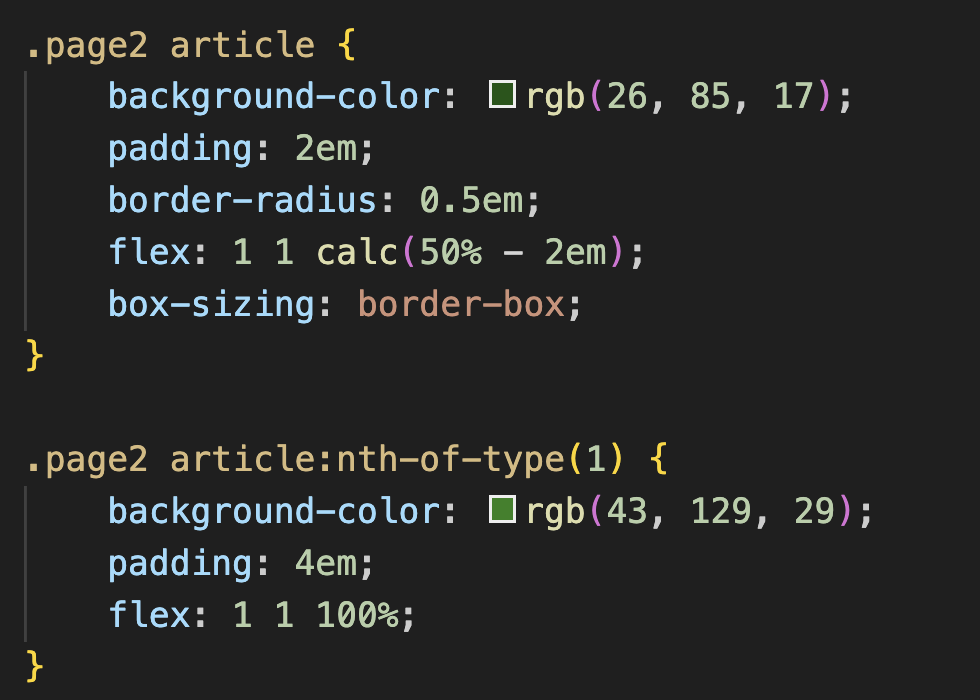 .page2 article {
    background-color: rgb(26, 85, 17);
    padding: 2em;
    border-radius: 0.5em;
    flex: 1 1 calc(50% - 2em);
    box-sizing: border-box;
}

.page2 article:nth-of-type(1) {
    background-color: rgb(43, 129, 29);
    padding: 4em;
    flex: 1 1 100%;
}